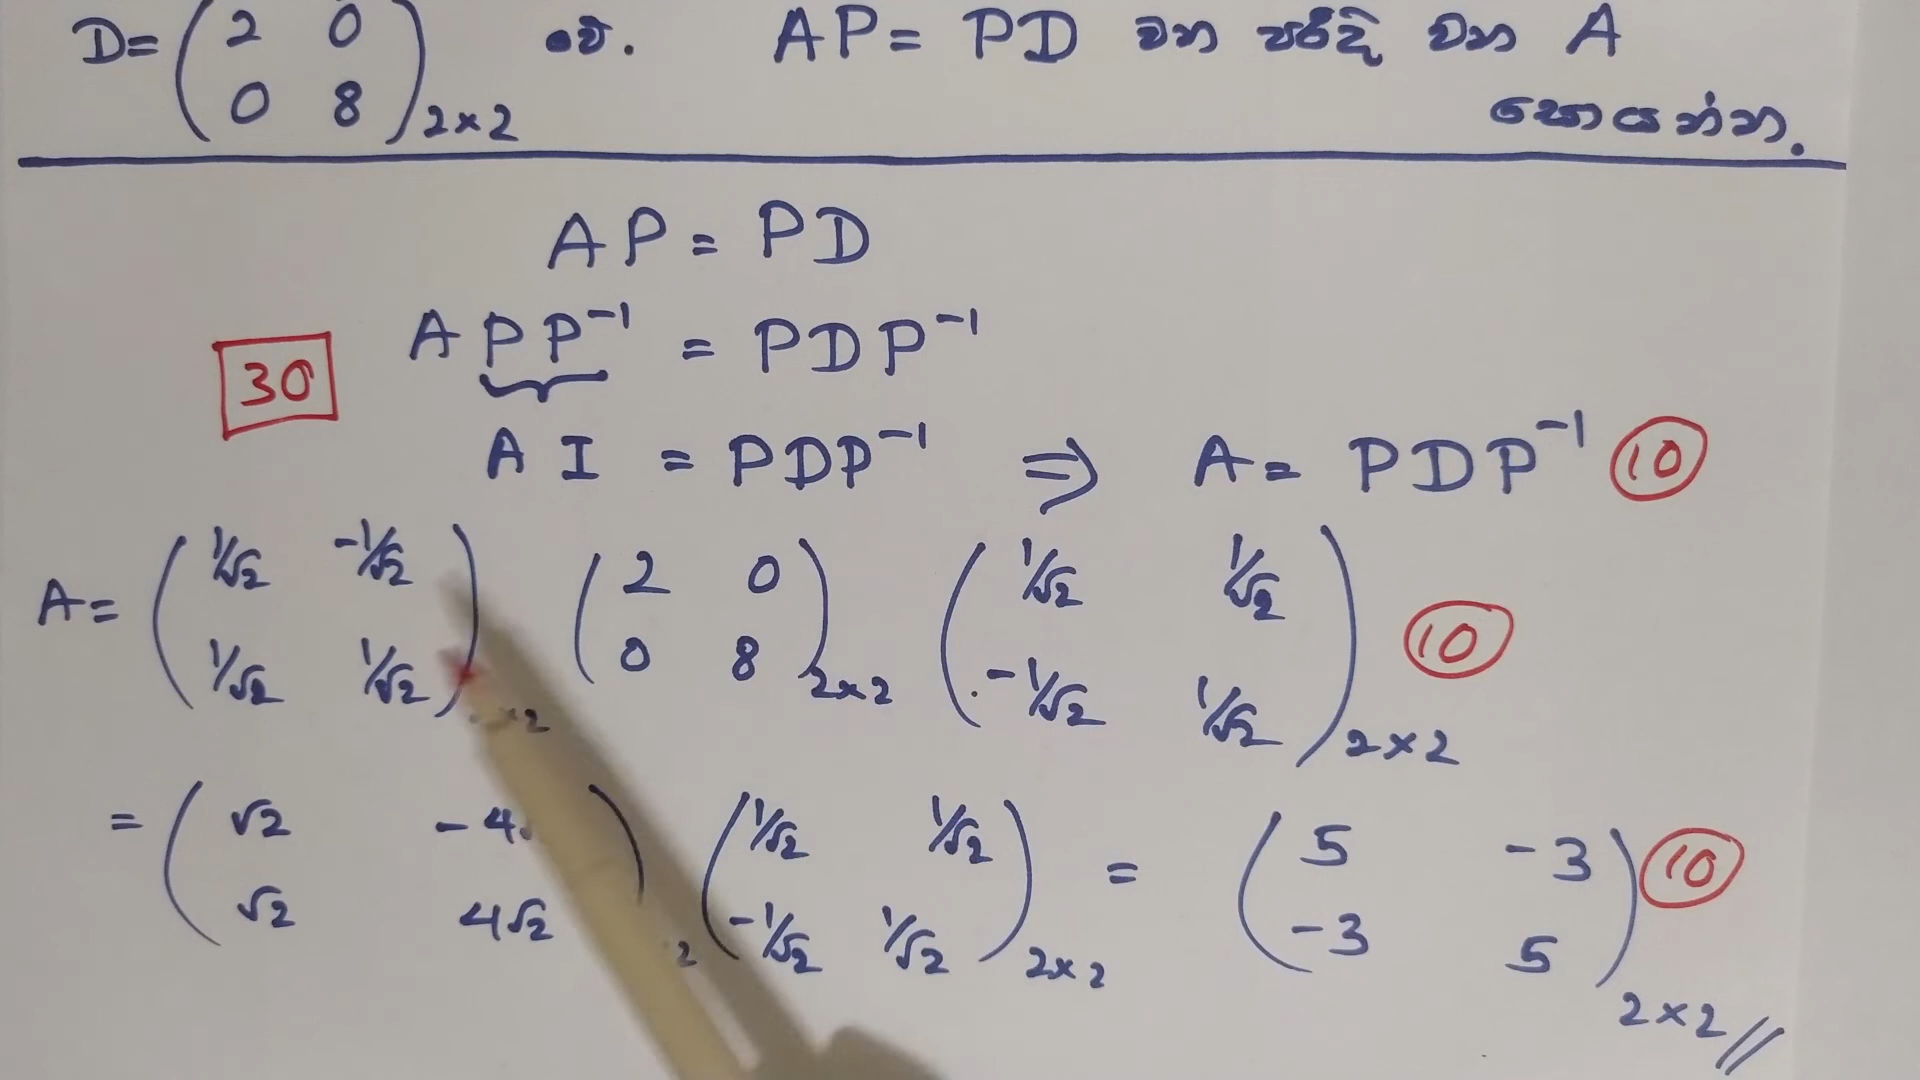 D= (2 0 0 8)2×2 වේ. AP = PD වන පරිදි වන A
සොයන්න.
AP = PD
30
A P P⁻¹ = PDP⁻¹
A I = PDP⁻¹ ⇒ A = PDP⁻¹ 10
A = (1/√2 -1/√2 1/√2 1/√2) ×2 (2 0 0 8)2×2 (1/√2 1/√2 -1/√2 1/√2)2×2 10
= (√2 -4 √2 4√2) 2 (1/√2 1/√2 -1/√2 1/√2)2×2 = (5 -3 -3 5)2×2// 10